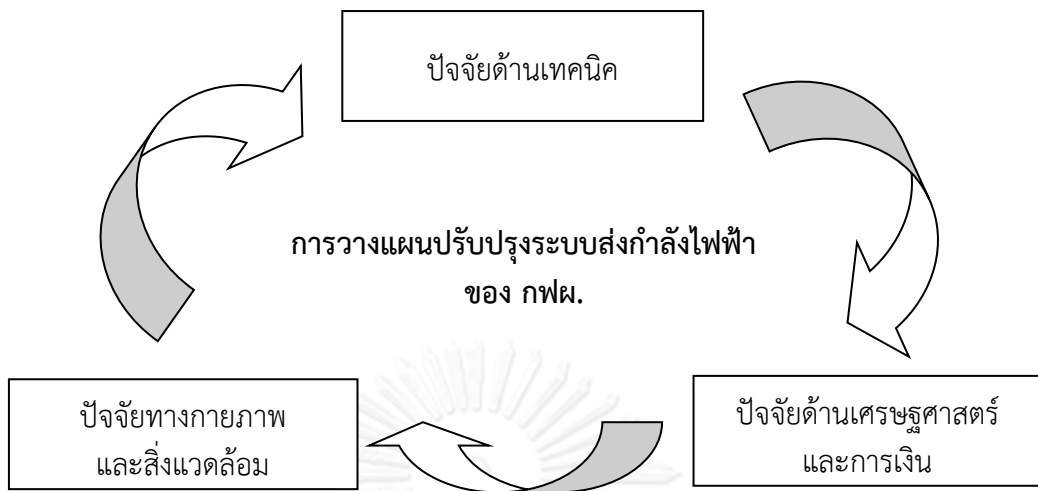 ปัจจัยด้านเทคนิค
การวางแผนปรับปรุงระบบส่งกำลังไฟฟ้า
ของ กฟผ.
ปัจจัยทางกายภาพ
และสิ่งแวดล้อม
ปัจจัยด้านเศรษฐศาสตร์
และการเงิน